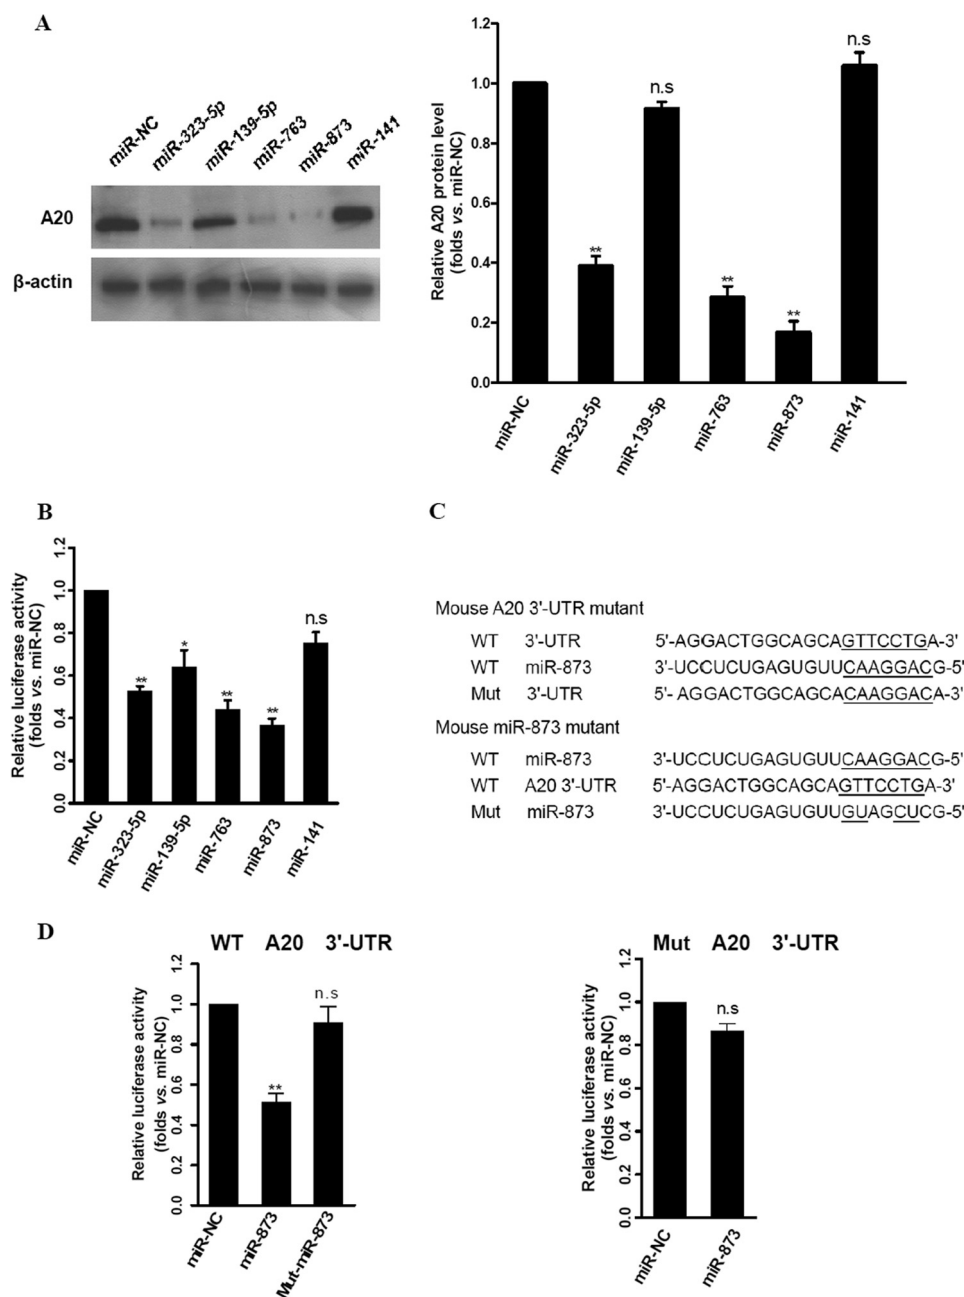 A
miR-NC
miR-323-5p
miR-139-5p
miR-763
miR-873
miR-141
A20
β-actin
Relative A20 protein level
(folds vs. miR-NC)
1.2
1.0
0.8
0.6
0.4
0.2
0.0
**
n.s
**
**
n.s
miR-NC
miR-323-5p
miR-139-5p
miR-763
miR-873
miR-141
B
Relative luciferase activity
(folds vs. miR-NC)
1.2
1.0
0.8
0.6
0.4
0.2
0.0
**
*
**
**
n.s
miR-NC
miR-323-5p
miR-139-5p
miR-763
miR-873
miR-141
C
Mouse A20 3'-UTR mutant
WT 3'-UTR 5'-AGGACTGGCAGCAGTTCCTGA-3'
WT miR-873 3'-UCCUCUGAGUGUUCAAGGACG-5'
Mut 3'-UTR 5'- AGGACTGGCAGCACAAGGACA-3'
Mouse miR-873 mutant
WT miR-873 3'-UCCUCUGAGUGUUCAAGGACG-5'
WT A20 3'-UTR 5'-AGGACTGGCAGCAGTTCCTGA-3'
Mut miR-873 3'-UCCUCUGAGUGUUGUAGCUCG-5'
D
WT A20 3'-UTR
Relative luciferase activity
(folds vs. miR-NC)
1.2
1.0
0.8
0.6
0.4
0.2
0.0
**
n.s
miR-NC
miR-873
Mut-miR-873
Mut A20 3'-UTR
Relative luciferase activity
(folds vs. miR-NC)
1.2
1.0
0.8
0.6
0.4
0.2
0.0
n.s
miR-NC
miR-873